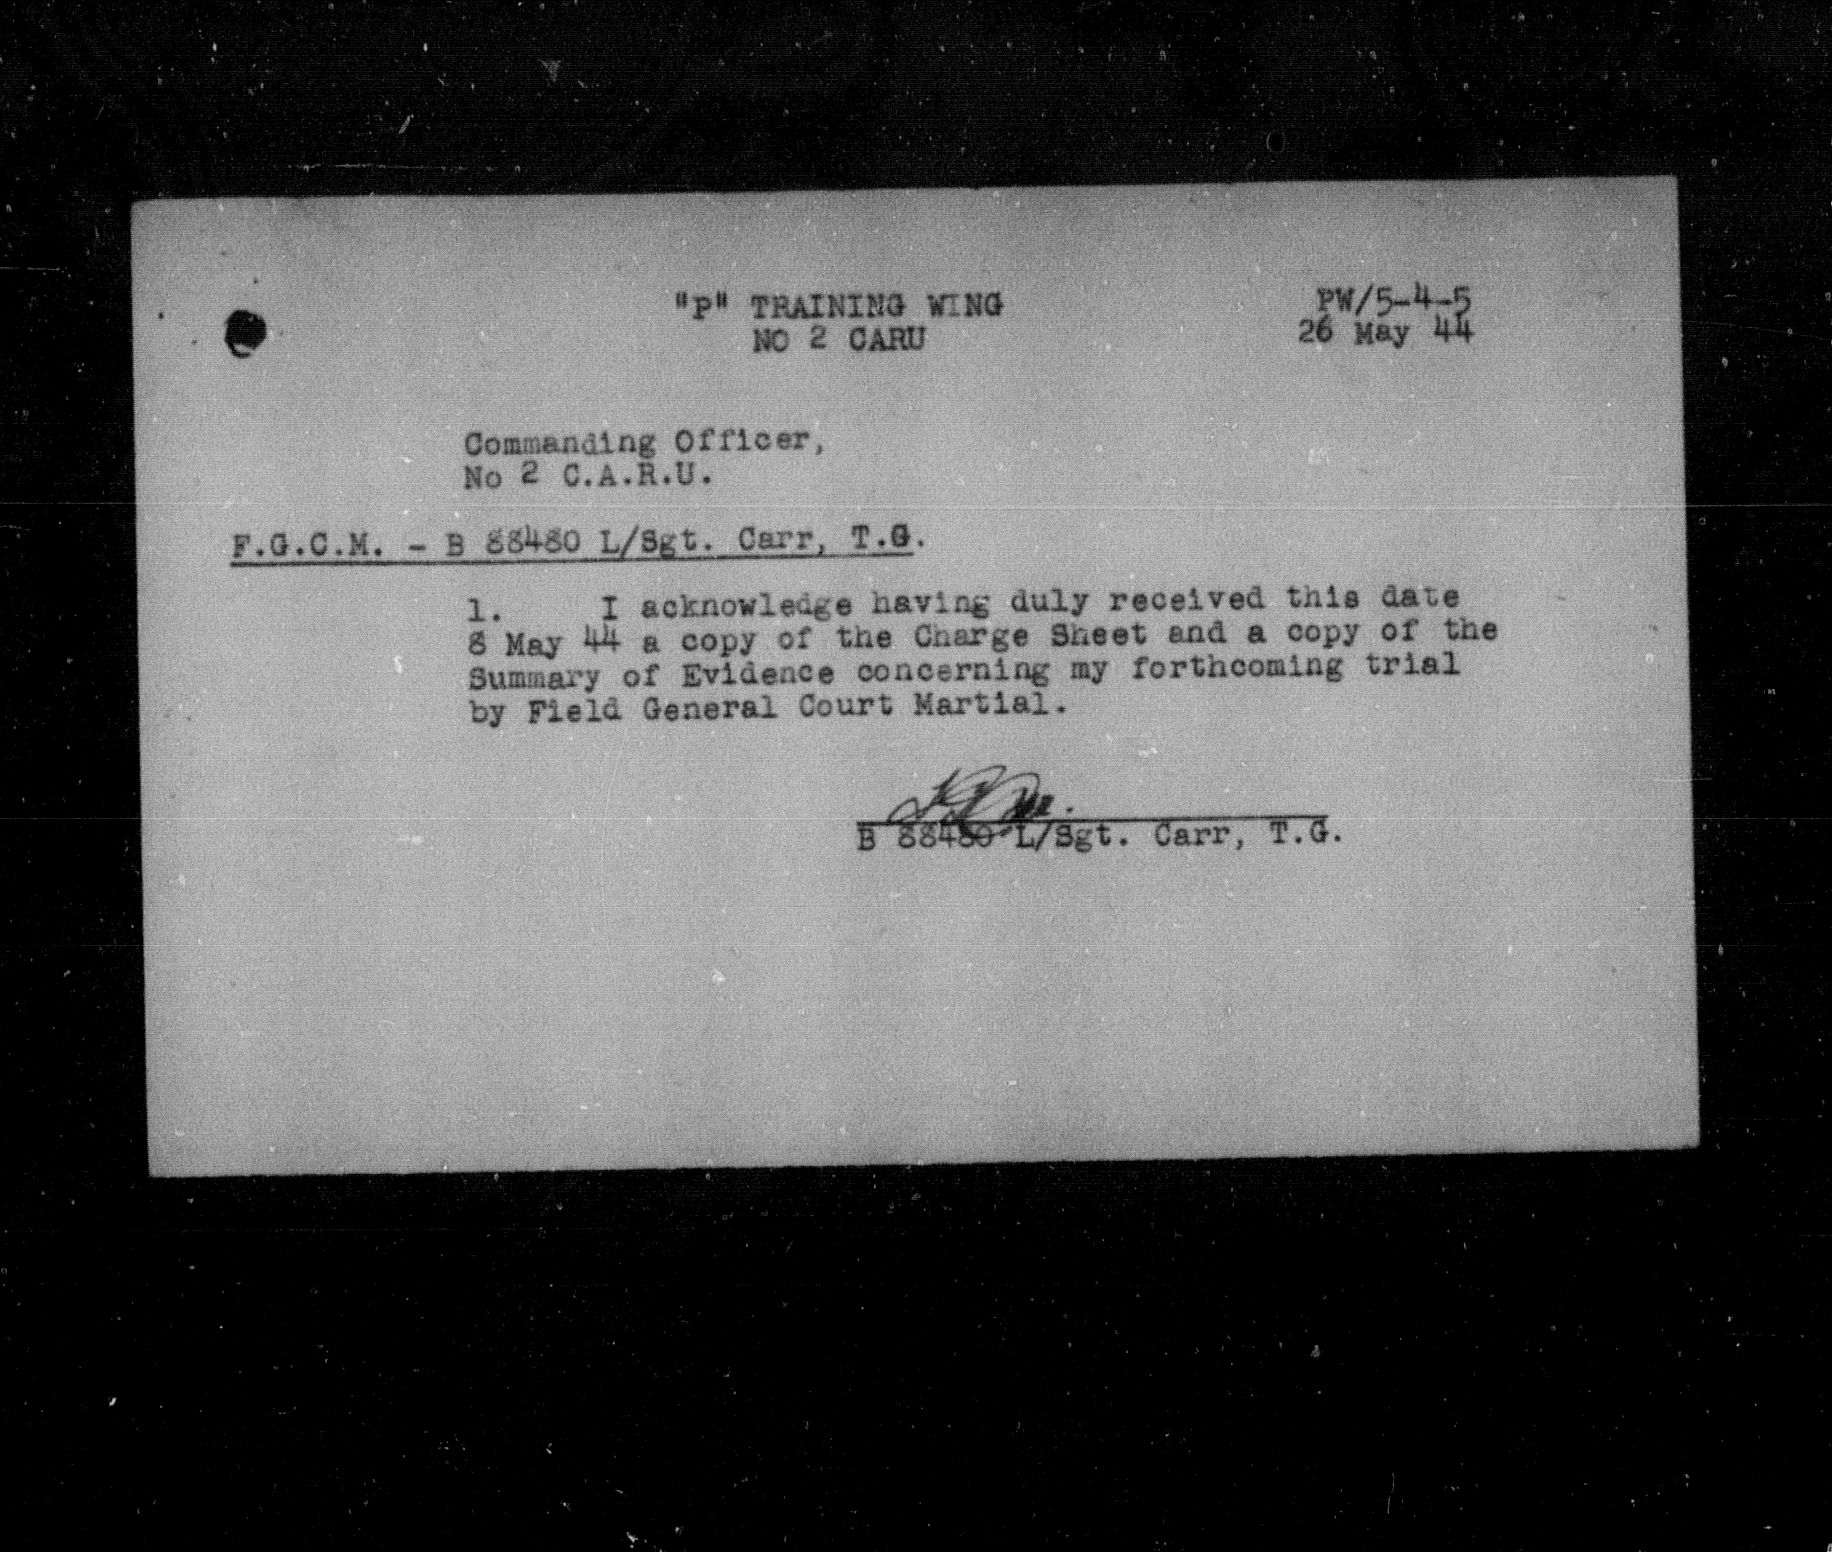 "P" TRAINING WING
NO 2 CARU
PW/5-4-5
26 May 44
Commanding Officer,
No 2 C.A.R.U.
F.G.C.M. - B 88480 L/Sgt. Carr, T.G.
1. I acknowledge having duly received this date
8 May 44 a copy of the Charge Sheet and a copy of the
Summary of Evidence concerning my forthcoming trial
by Field General Court Martial.
B 88480 L/Sgt. Carr, T.G.